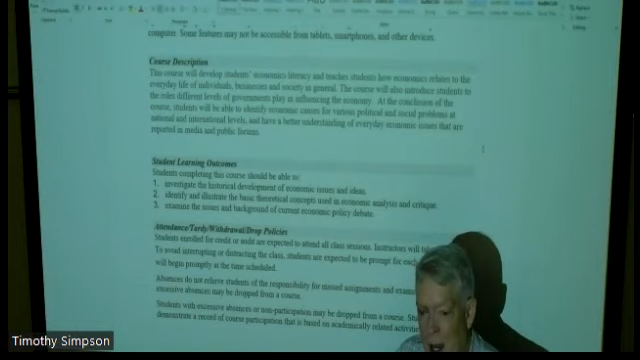 computer. Some features may not be accessible from tablets, smartphones, and other devices.
Course Description
This course will develop students' economics literacy and teaches students how economics relates to the
everyday life of individuals, businesses and society in general. The course will also introduce students to
the roles different levels of governments play in influencing the economy. At the conclusion of the
course, students will be able to identify economic causes for various political and social problems at
national and international levels, and have a better understanding of everyday economic issues that are
reported in media and public forums.
Student Learning Outcomes
Students completing this course should be able to:
1. investigate the historical development of economic issues and ideas.
2. identify and illustrate the basic theoretical concepts used in economic analysis and critique.
3. examine the issues and background of current economic policy debate.
Attendance/Tardy/Withdrawal/Drop Policies
Students enrolled for credit or audit are expected to attend all class sessions. Instructors will
To avoid interrupting or distracting the class, students are expected to be prompt for each
will begin promptly at the time scheduled.
Absences do not relieve students of the responsibility for missed assignments and
excessive absences may be dropped from a course.
Students with excessive absences or non-participation may be dropped from a course.
demonstrate a record of course participation that is based on academically related
Timothy Simpson